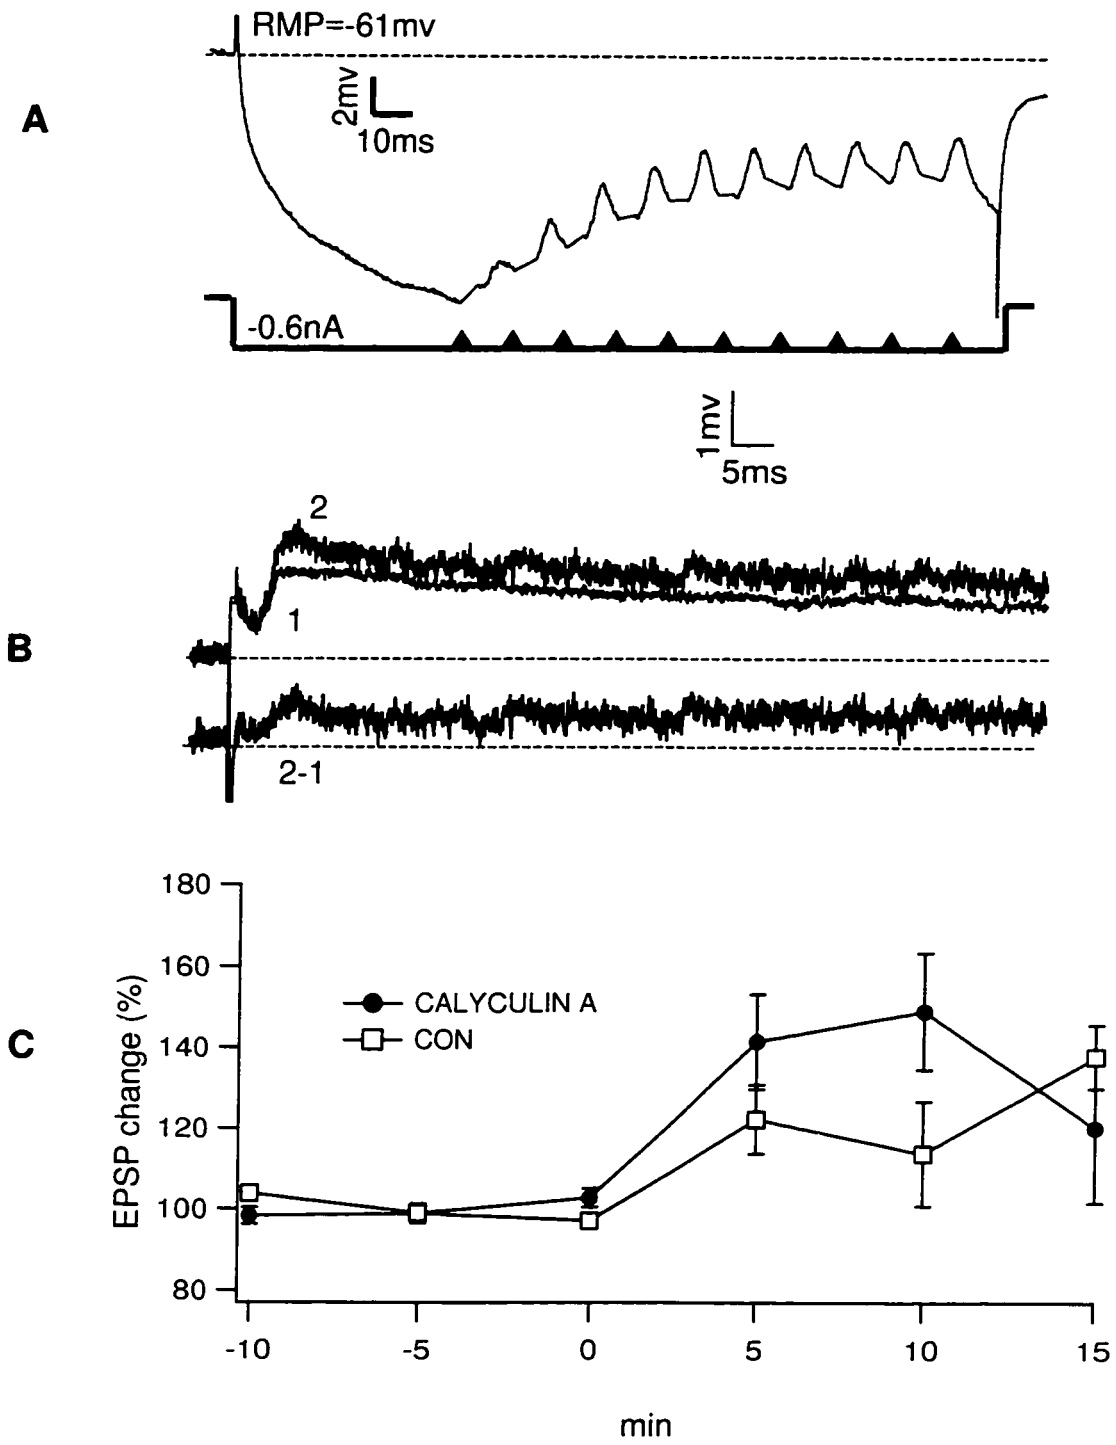 A
RMP=-61mv
2mv
10ms
-0.6nA
1mv
5ms
B
2
1
2-1
C
EPSP change (%)
180
160
140
120
100
80
CALYCULIN A
CON
-10 -5 0 5 10 15
min